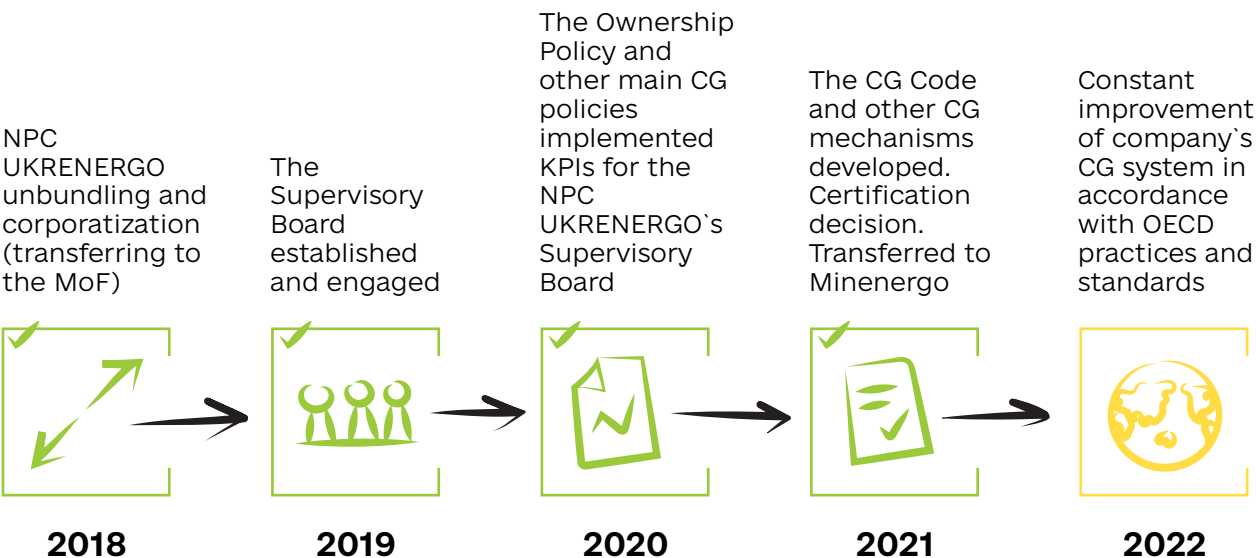 NPC
UKRENERGO
unbundling and
corporatization
(transferring to
the MoF)
The
Supervisory
Board
established
and engaged
The Ownership
Policy and
other main CG
policies
implemented
KPIs for the
NPC
UKRENERGO`s
Supervisory
Board
The CG Code
and other CG
mechanisms
developed.
Certification
decision.
Transferred to
Minenergo
Constant
improvement
of company`s
CG system in
accordance
with OECD
practices and
standards
2018
2019
2020
2021
2022